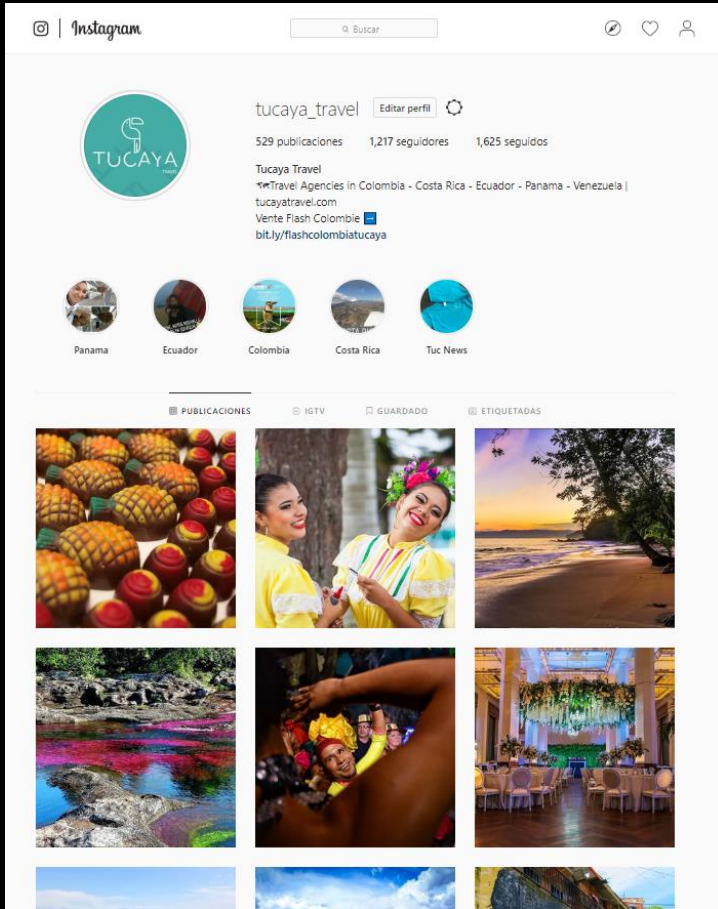 Instagram
Buscar
tucaya_travel Editar perfil
529 publicaciones 1,217 seguidores 1,625 seguidos
Tucaya Travel
Travel Agencies in Colombia - Costa Rica - Ecuador - Panama - Venezuela |
tucayatravel.com
Vente Flash Colombie
bit.ly/flashcolombiatucaya
TUCAYA
TRAVEL
Panama Ecuador Colombia Costa Rica Tuc News
PUBLICACIONES IGTV GUARDADO ETIQUETADAS